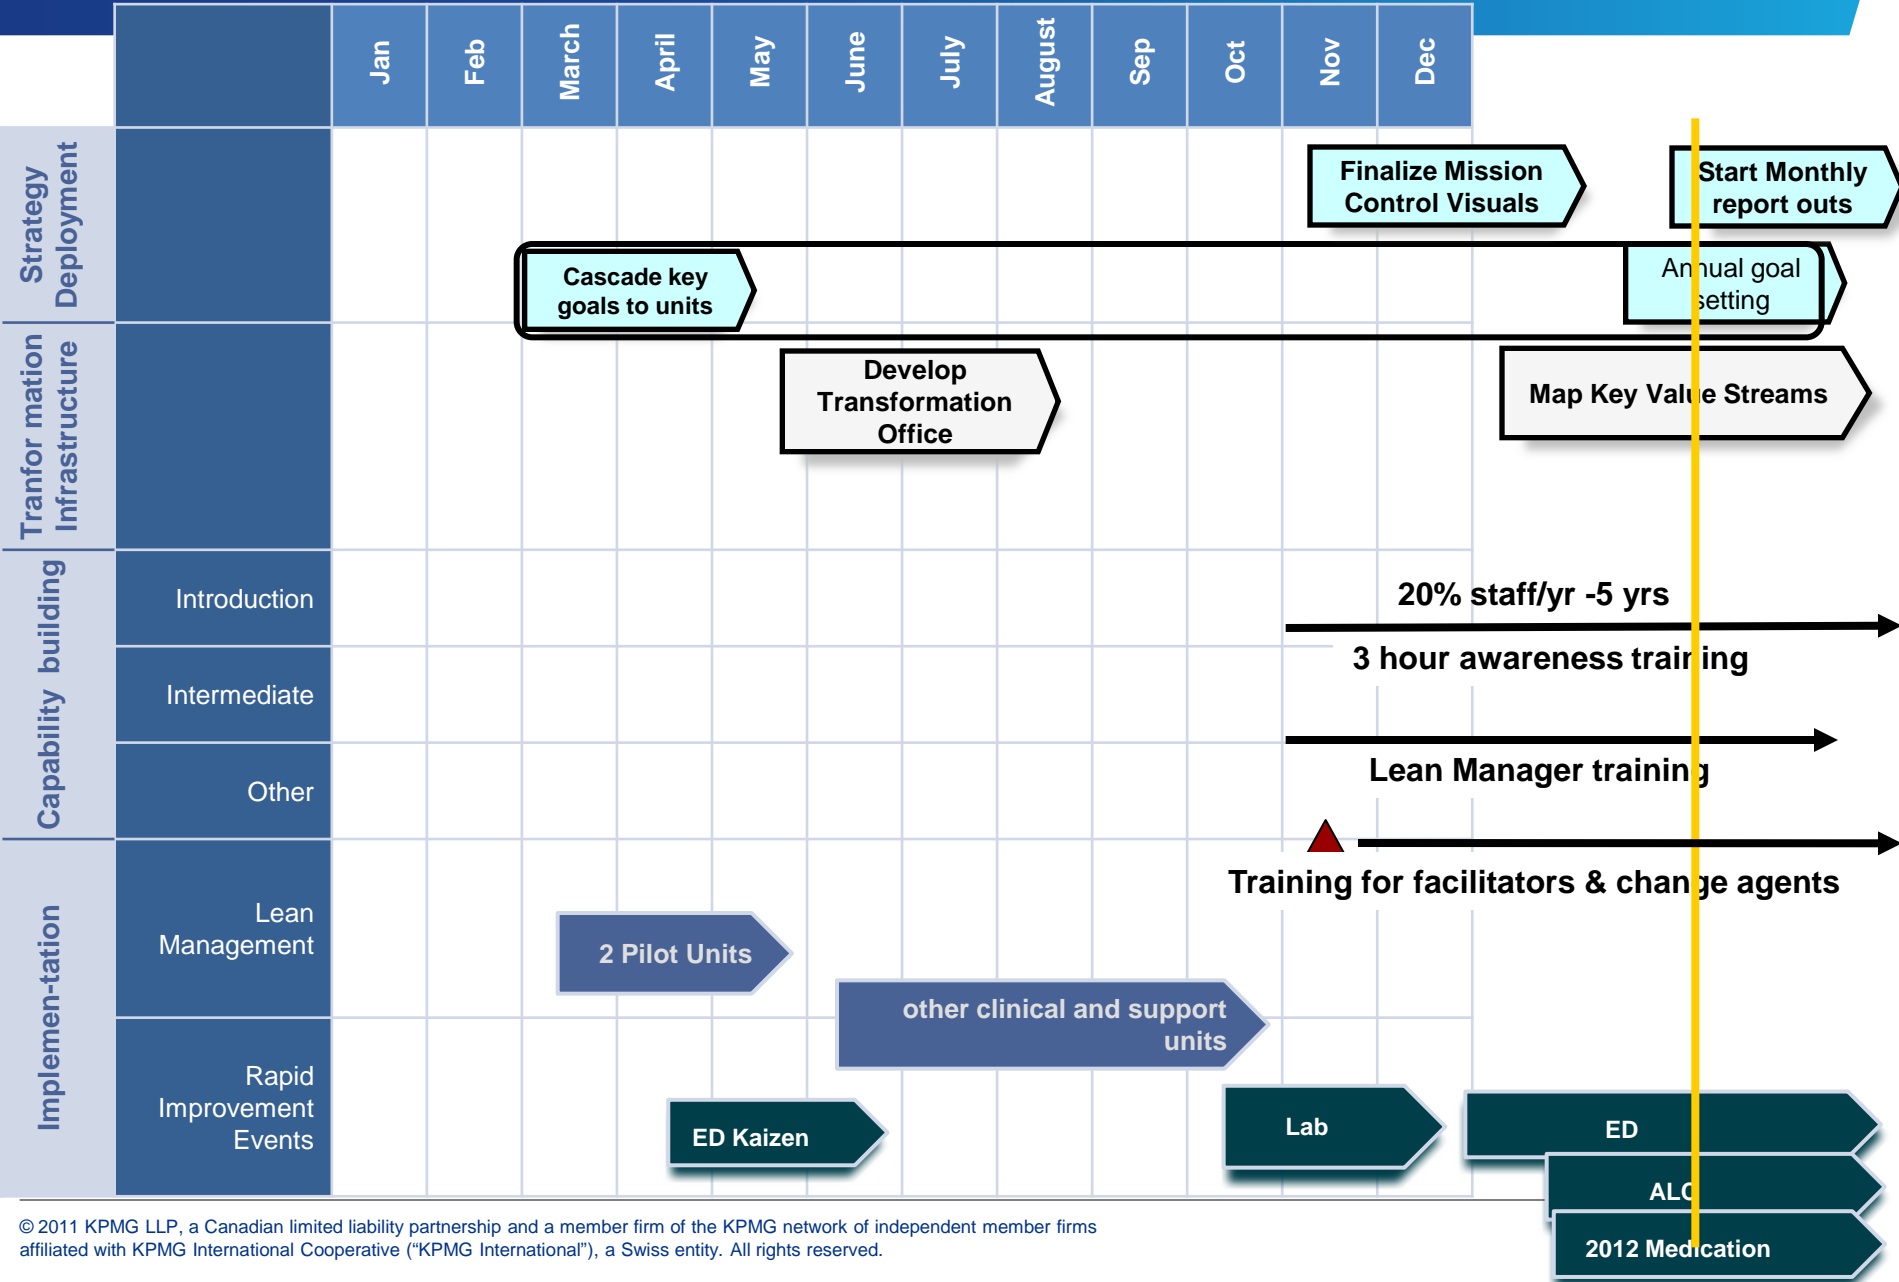 Jan
Feb
March
April
May
June
July
August
Sep
Oct
Nov
Dec
Strategy
Deployment
Finalize Mission
Control Visuals
Start Monthly
report outs
Cascade key
goals to units
Annual goal
setting
Tranfor mation
Infrastructure
Develop
Transformation
Office
Map Key Value Streams
Capability building
Introduction
20% staff/yr -5 yrs
3 hour awareness training
Intermediate
Lean Manager training
Other
Training for facilitators & change agents
Implemen-tation
Lean
Management
2 Pilot Units
other clinical and support
units
Rapid
Improvement
Events
ED Kaizen
Lab
ED
ALC
2012 Medication
© 2011 KPMG LLP, a Canadian limited liability partnership and a member firm of the KPMG network of independent member firms
affiliated with KPMG International Cooperative (“KPMG International”), a Swiss entity. All rights reserved.